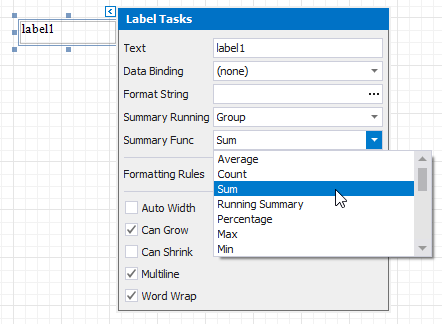 label1
Label Tasks
Text label1
Data Binding (none)
Format String ...
Summary Running Group
Summary Func Sum
Average
Count
Formatting Rules Sum
Running Summary
Auto Width
Percentage
Can Grow
Max
Can Shrink Min
Multiline
Word Wrap